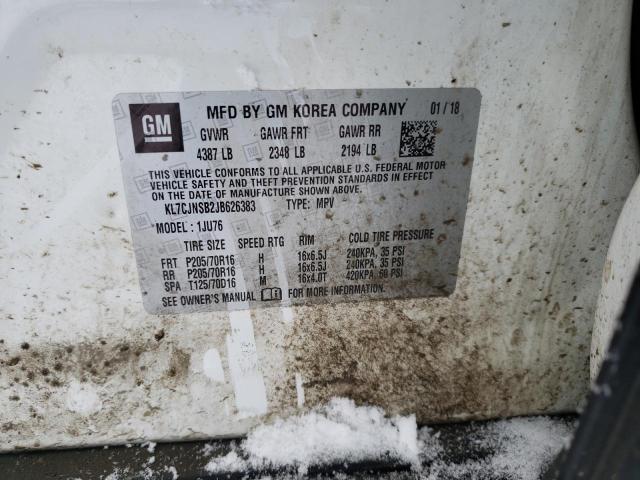 GM
MFD BY GM KOREA COMPANY 01 / 18
GVWR GAWR FRT GAWR RR
4387 LB 2348 LB 2194 LB
THIS VEHICLE CONFORMS TO ALL APPLICABLE U.S. FEDERAL MOTOR
VEHICLE SAFETY AND THEFT PREVENTION STANDARDS IN EFFECT
ON THE DATE OF MANUFACTURE SHOWN ABOVE.
KL7CJNSB2JB626383 TYPE: MPV
MODEL : 1JU76
TIRE SIZE SPEED RTG RIM COLD TIRE PRESSURE
FRT P205/70R16 H 16x6.5J 240KPA, 35 PSI
RR P205/70R16 H 16x6.5J 240KPA, 35 PSI
SPA T125/70D16 M 16x4.0T 420KPA, 60 PSI
SEE OWNER'S MANUAL FOR MORE INFORMATION.